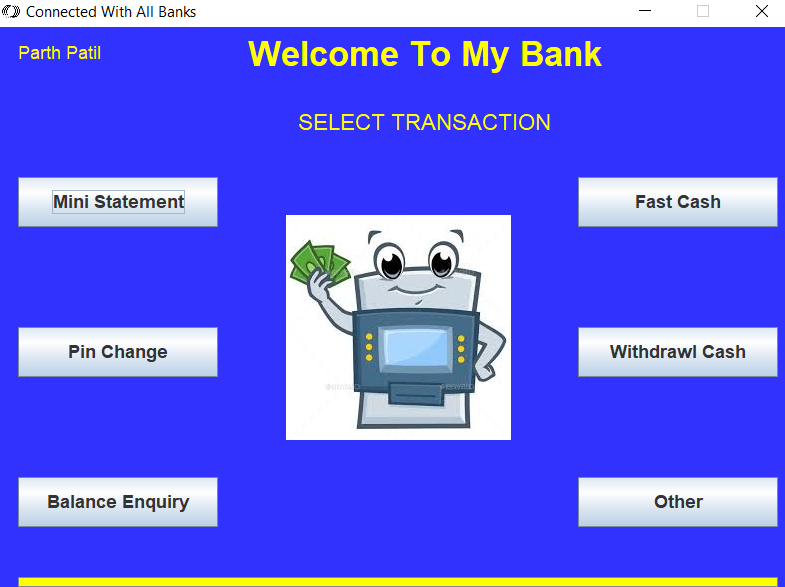 Connected With All Banks
Parth Patil
Welcome To My Bank
SELECT TRANSACTION
Mini Statement
Fast Cash
Pin Change
Withdrawl Cash
Balance Enquiry
Other